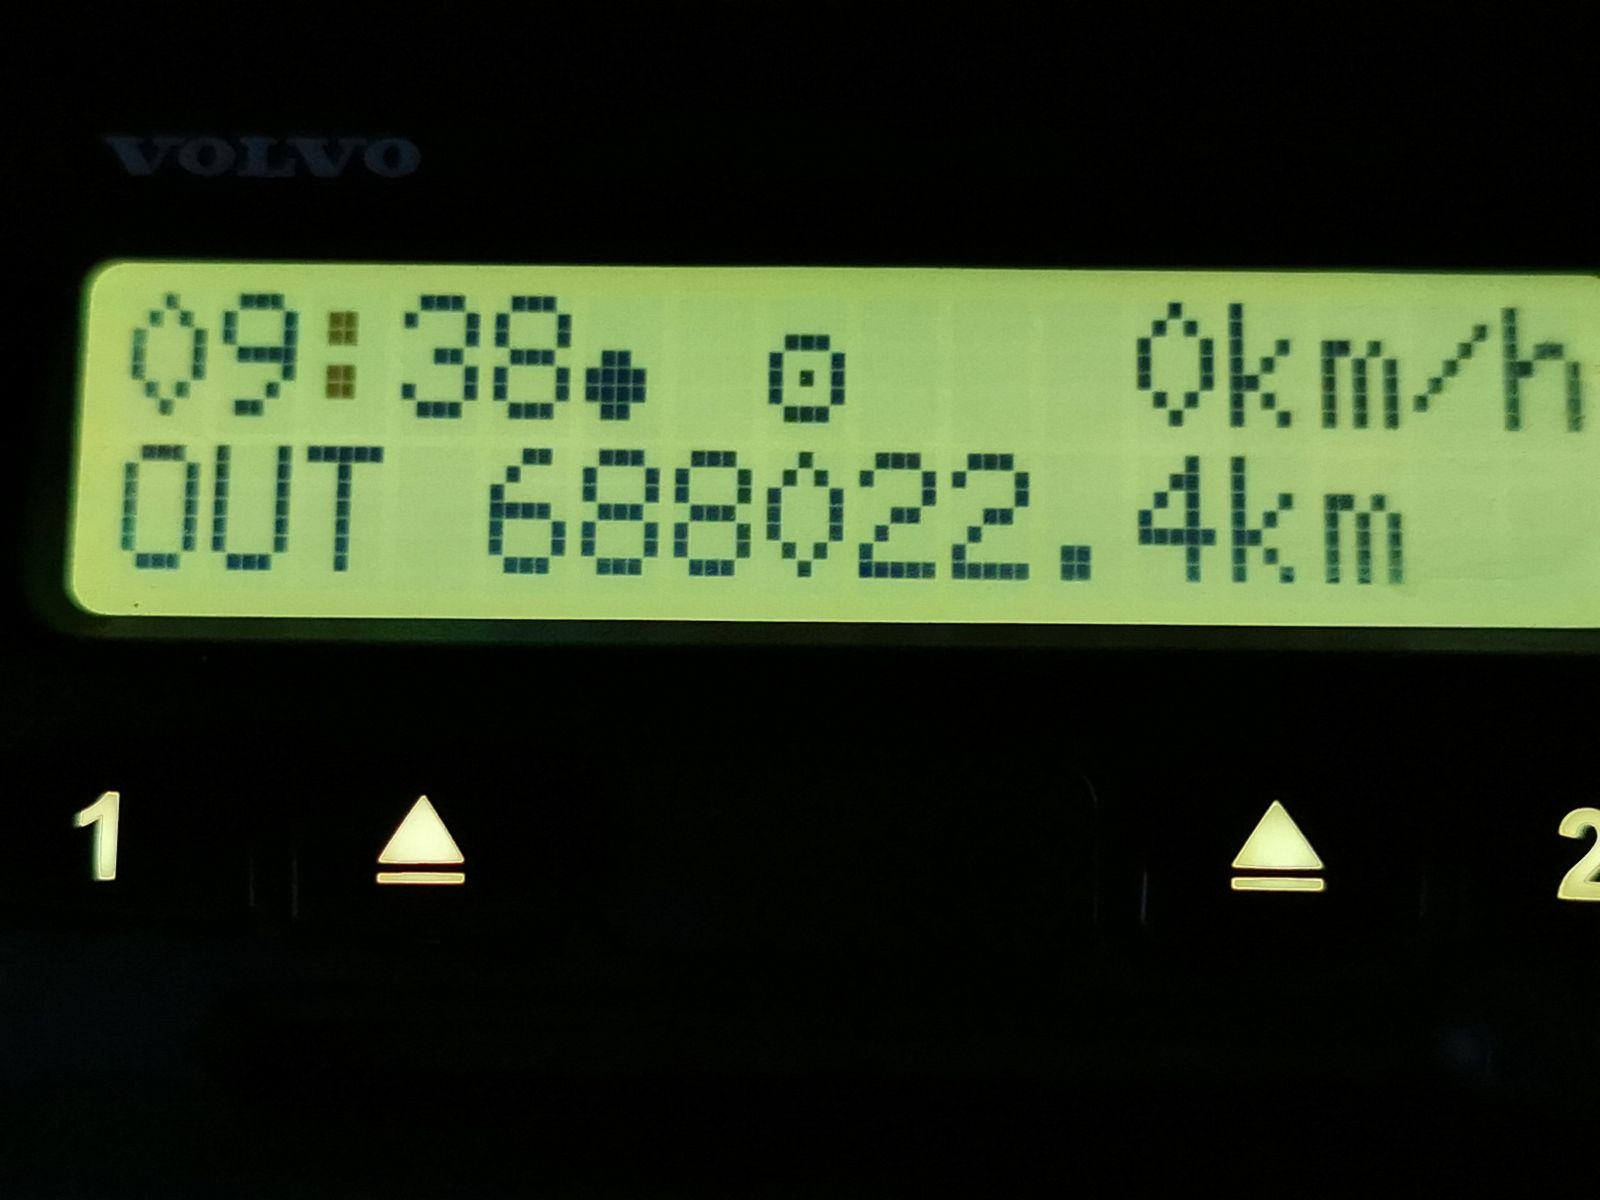 VOLVO
09:38● ⊙ 0km/h
OUT 688022.4km
1 ⏏ ⏏ 2